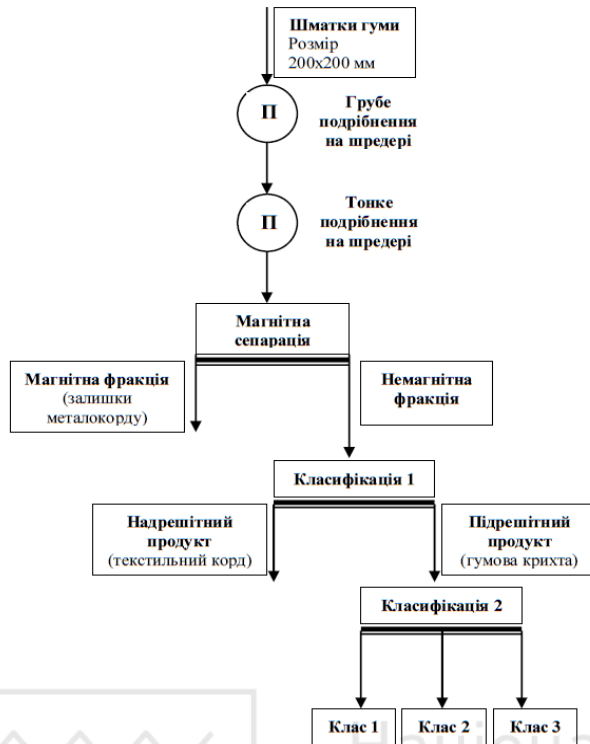 Шматки гуми
Розмір
200х200 мм
П
Грубе
подрібнення
на шредері
П
Тонке
подрібнення
на шредері
Магнітна
сепарація
Магнітна фракція
(залишки
металокорду)
Немагнітна
фракція
Класифікація 1
Надрешітний
продукт
(текстильний корд)
Підрешітний
продукт
(гумова крихта)
Класифікація 2
Клас 1
Клас 2
Клас 3